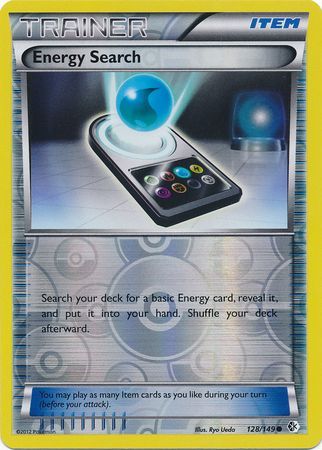 TRAINER
ITEM
Energy Search
Search your deck for a basic Energy card, reveal it,
and put it into your hand. Shuffle your deck
afterward.
You may play as many Item cards as you like during your turn
(before your attack).
©2012 Pokémon
Illus. Ryo Ueda
128/149